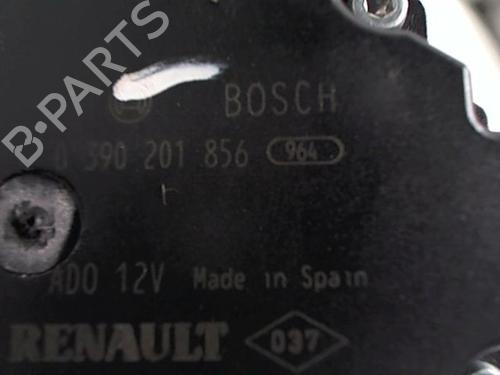 B-Parts
BOSCH
0 390 201 856 964
ADO 12V Made in Spain
RENAULT 037